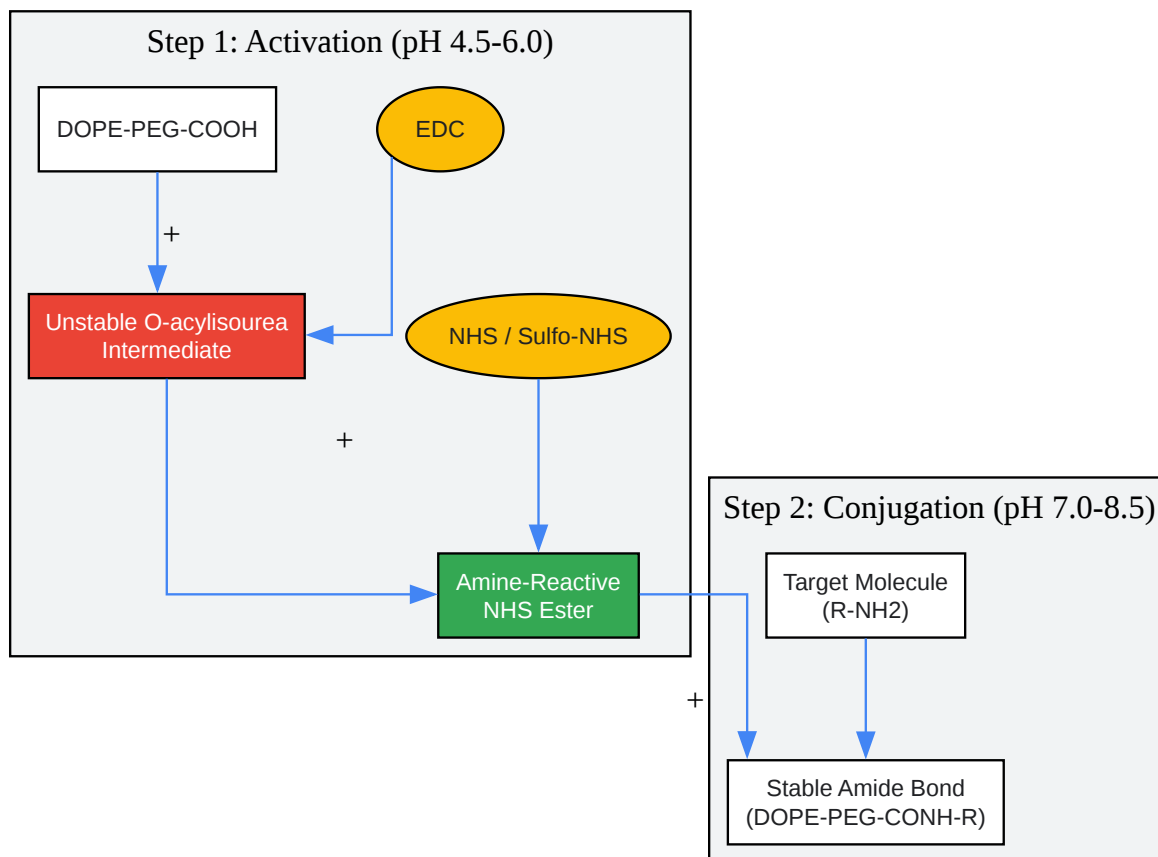 Step 1: Activation (pH 4.5-6.0)
DOPE-PEG-COOH
EDC
+
Unstable O-acylisourea
Intermediate
NHS / Sulfo-NHS
+
Amine-Reactive
NHS Ester
+
Step 2: Conjugation (pH 7.0-8.5)
Target Molecule
(R-NH2)
Stable Amide Bond
(DOPE-PEG-CONH-R)